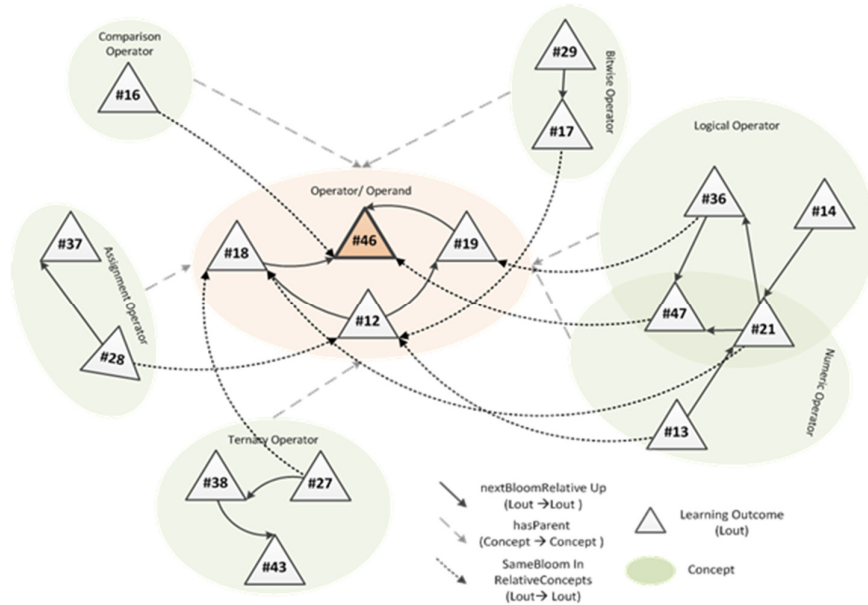 Comparison
Operator
#16
#29
#17
Bitwise Operator
Logical Operator
#36
#14
#47
#21
Numeric Operator
#13
Operator/ Operand
#46
#18
#19
#12
#37
Assignment Operator
#28
Ternary Operator
#38
#27
#43
nextBloomRelative Up
(Lout →Lout )
hasParent
(Concept → Concept )
SameBloom In
RelativeConcepts
(Lout→ Lout)
Learning Outcome
(Lout)
Concept